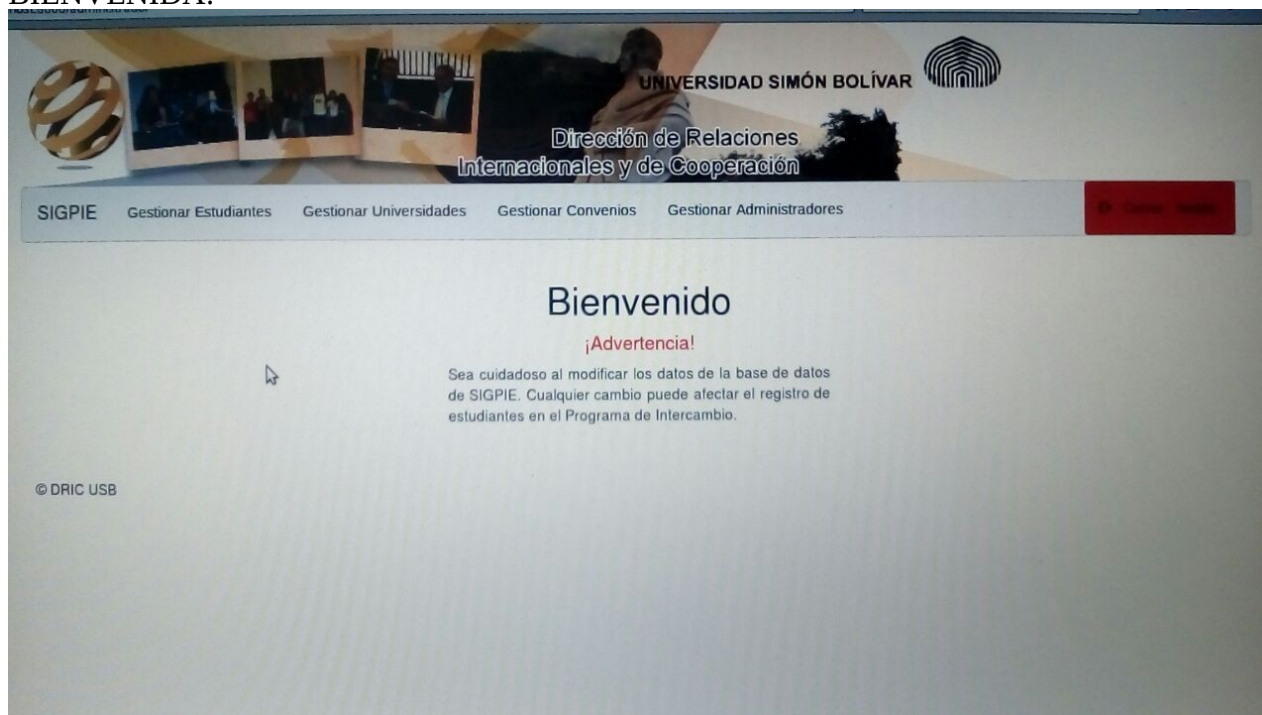 BIENVENIDA:
UNIVERSIDAD SIMÓN BOLÍVAR
Dirección de Relaciones
Internacionales y de Cooperación
SIGPIE Gestionar Estudiantes Gestionar Universidades Gestionar Convenios Gestionar Administradores
Bienvenido
¡Advertencia!
Sea cuidadoso al modificar los datos de la base de datos
de SIGPIE. Cualquier cambio puede afectar el registro de
estudiantes en el Programa de Intercambio.
© DRIC USB